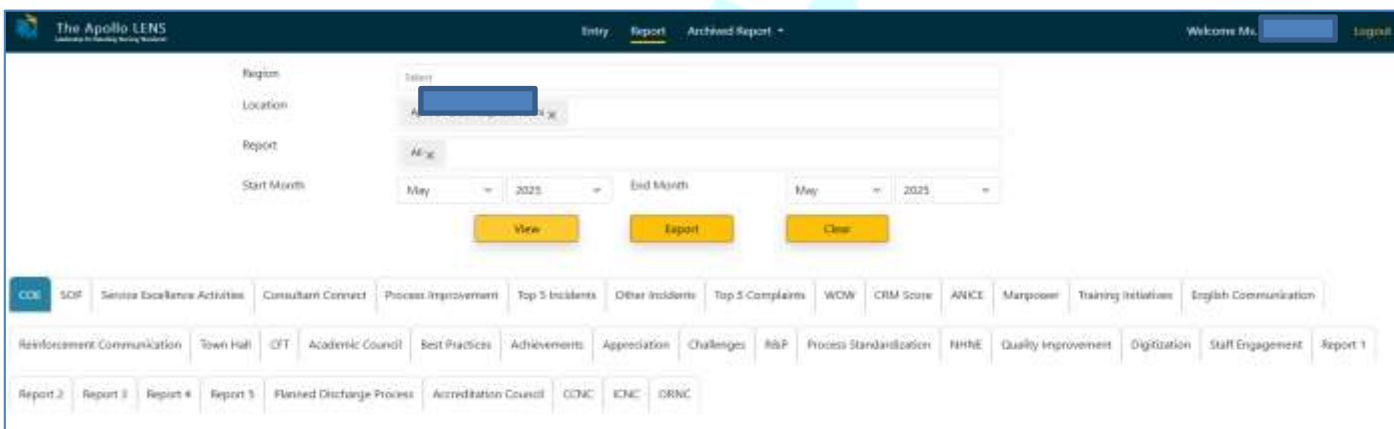 The Apollo LENS
Entry Report Archived Report Welcome Ms. Logout
Region Select
Location
Report All ×
Start Month May 2025 End Month May 2025
View Export Clear
COE SOIP Service Excellence Activities Consultant Connect Process Improvement Top 5 Incidents Other Incidents Top 5 Complaints WOW CRM Score ANICE Manpower Training Initiatives English Communication
Reinforcement Communication Town Hall CFT Academic Council Best Practices Achievements Appreciation Challenges R&P Process Standardization NHNE Quality Improvement Digitization Staff Engagement Report 1
Report 2 Report 3 Report 4 Report 5 Planned Discharge Process Accreditation Council CCNC ICNC ORNC